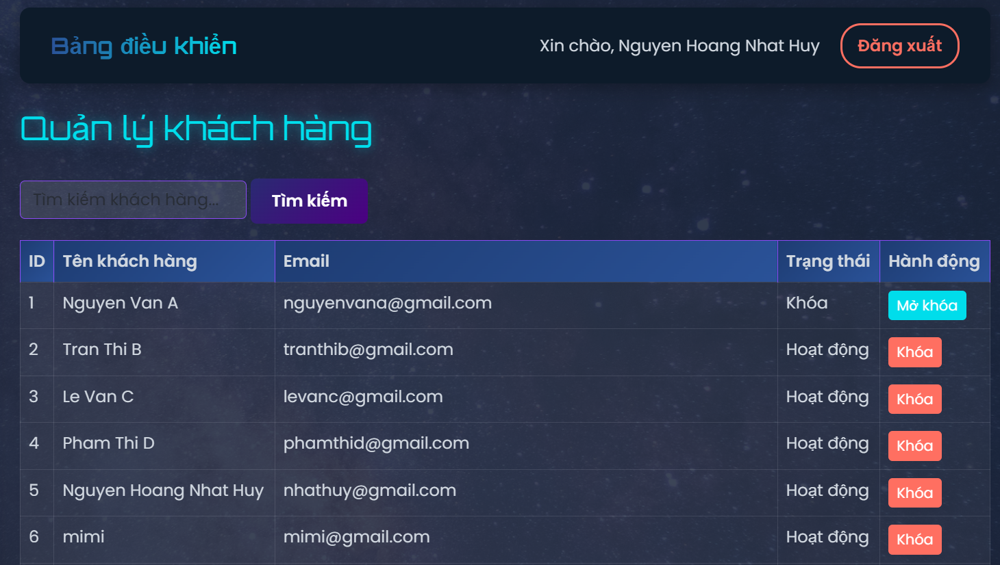 Bảng điều khiển
Xin chào, Nguyen Hoang Nhat Huy
Đăng xuất
Quản lý khách hàng
Tìm kiếm khách hàng...
Tìm kiếm
ID Tên khách hàng Email Trạng thái Hành động
1 Nguyen Van A nguyenvana@gmail.com Khóa Mở khóa
2 Tran Thi B tranthib@gmail.com Hoạt động Khóa
3 Le Van C levanc@gmail.com Hoạt động Khóa
4 Pham Thi D phamthid@gmail.com Hoạt động Khóa
5 Nguyen Hoang Nhat Huy nhathuy@gmail.com Hoạt động Khóa
6 mimi mimi@gmail.com Hoạt động Khóa